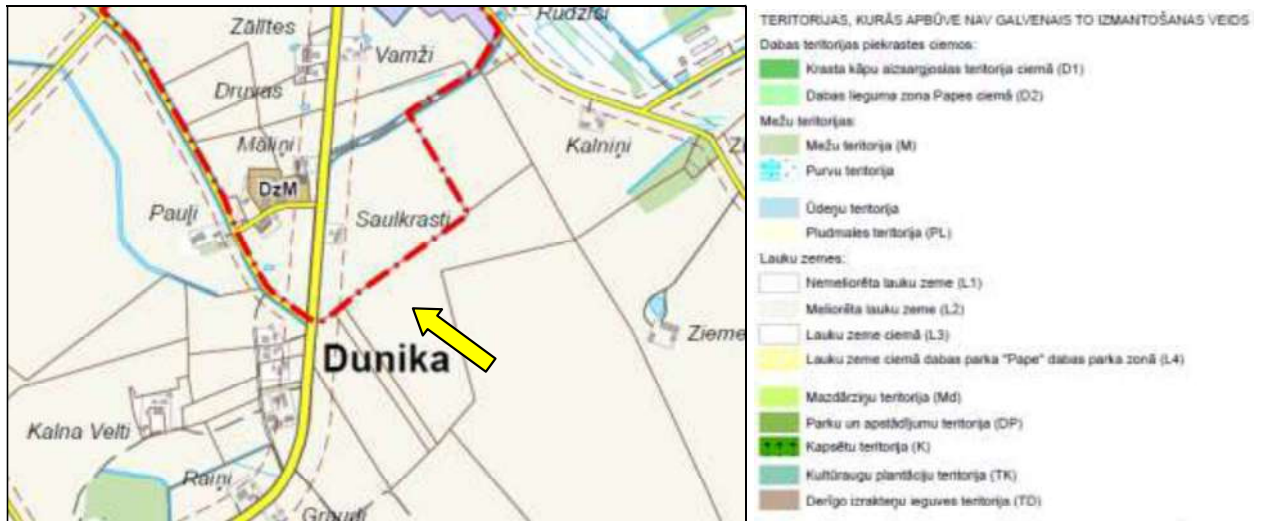 Zālītes
Rudzīši
Vamži
Druvas
Māliņi
Kalniņi
DzM
Pauļi
Saulkrasti
Zieme
Dunika
Kalna Velti
Raiņi
Graudi
TERITORIJAS, KURĀS APBŪVE NAV GALVENAIS TO IZMANTOŠANAS VEIDS
Dabas teritorijas piekrastes ciemos:
Krasta kāpu aizsargjoslas teritorija ciemā (D1)
Dabas lieguma zona Papes ciemā (D2)
Mežu teritorijas:
Mežu teritorija (M)
Purvu teritorija
Ūdeņu teritorija
Pludmales teritorija (PL)
Lauku zemes:
Nemeliorēta lauku zeme (L1)
Meliorēta lauku zeme (L2)
Lauku zeme ciemā (L3)
Lauku zeme ciemā dabas parka "Pape" dabas parka zonā (L4)
Mazdārziņu teritorija (Md)
Parku un apstādījumu teritorija (DP)
Kapsētu teritorija (K)
Kultūraugu plantāciju teritorija (TK)
Derīgo izrakteņu ieguves teritorija (TD)